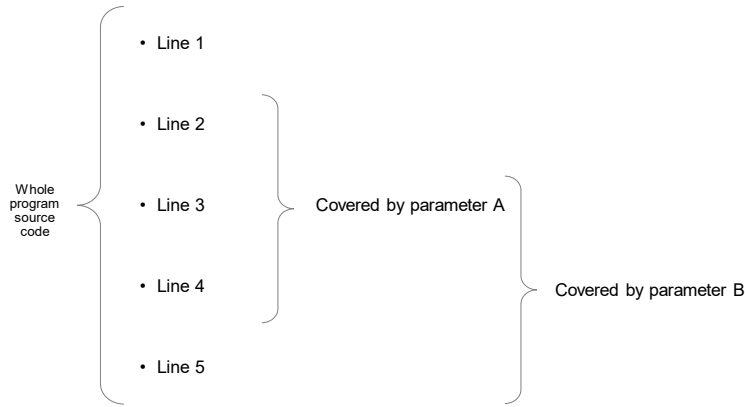 Whole
program
source
code
• Line 1
• Line 2
• Line 3
• Line 4
• Line 5
Covered by parameter A
Covered by parameter B